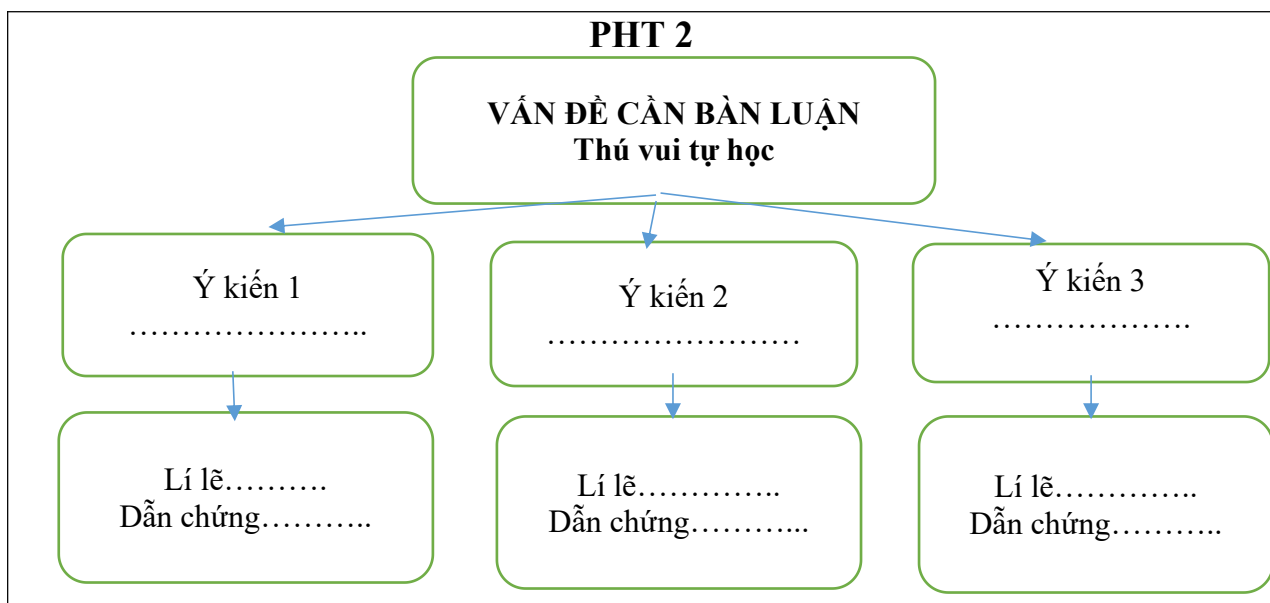 PHT 2
VẤN ĐỀ CẦN BÀN LUẬN
Thú vui tự học
Ý kiến 1
…………………..
Ý kiến 2
……………………
Ý kiến 3
……………….
Lí lẽ……….
Dẫn chứng………..
Lí lẽ…………..
Dẫn chứng………...
Lí lẽ…………..
Dẫn chứng………..